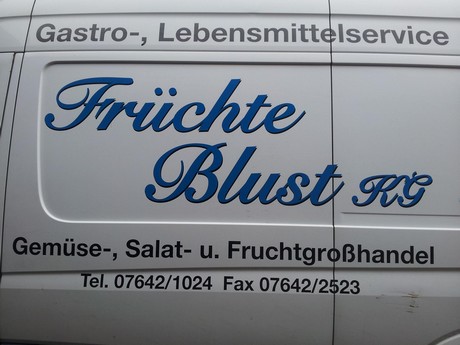 Gastro-, Lebensmittelservice
Früchte
Blust KG
Gemüse-, Salat- u. Fruchtgroßhandel
Tel. 07642/1024 Fax 07642/2523